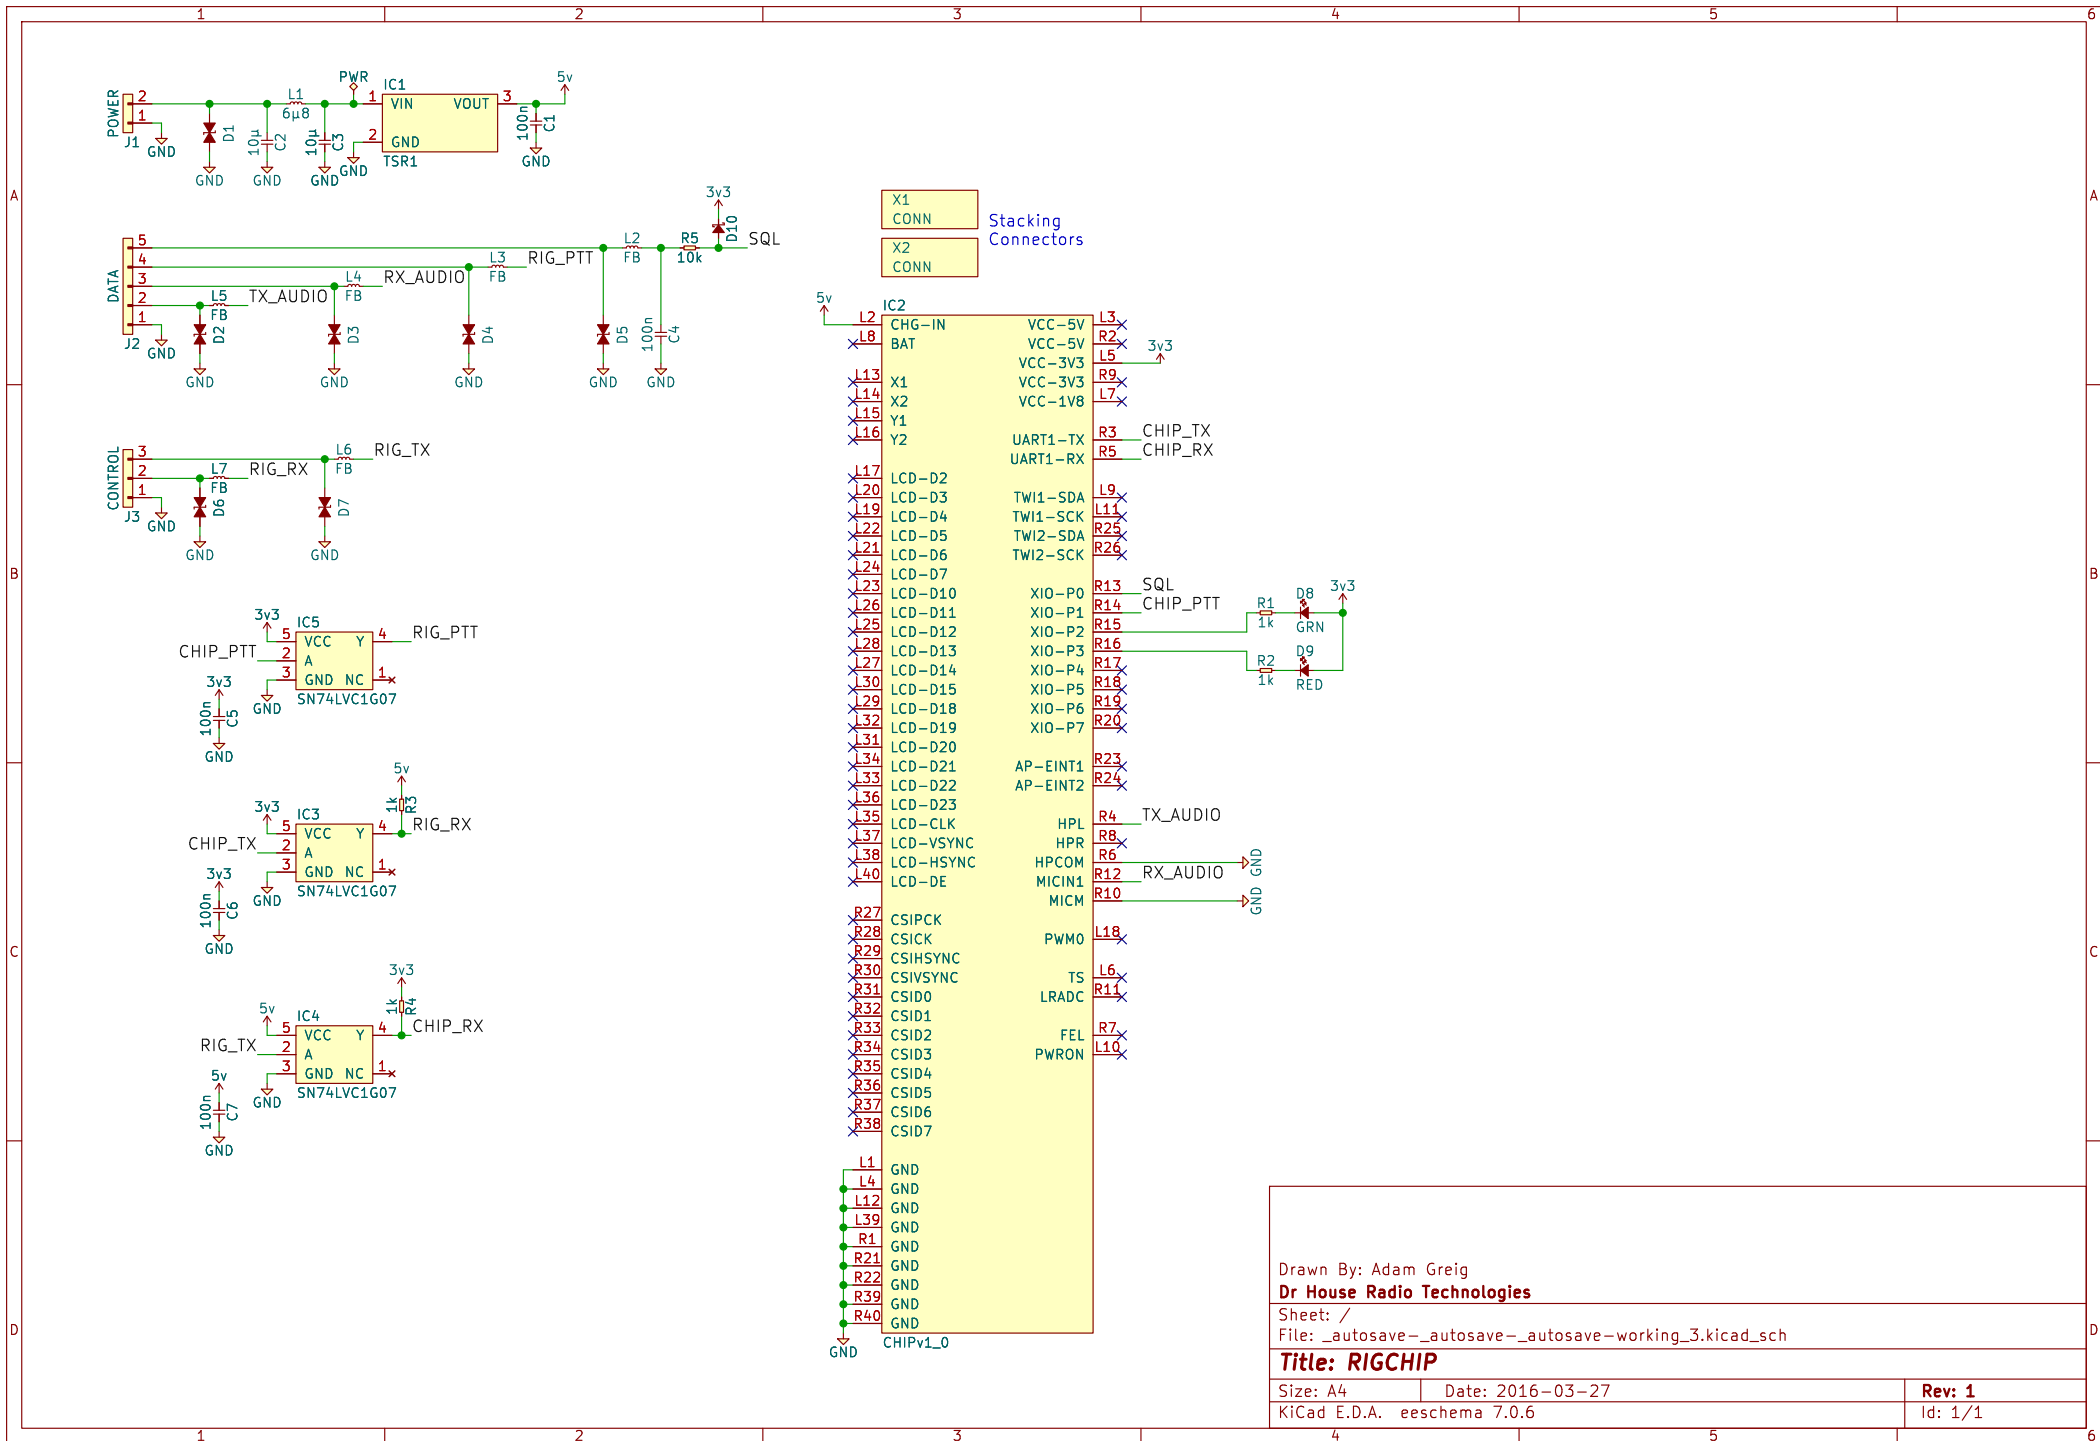 1 2 3 4 5 6
A
B
C
D
A
B
C
D
1 2 3 4 5 6
POWER
2
1
J1
GND
D1
GND
10µ
C2
GND
L1
6µ8
10µ
C3
GND
PWR
IC1
1 VIN VOUT 3
2 GND
TSR1
GND
5v
100n
C1
GND
DATA
5
4
3
2
1
J2
GND
L5
FB
TX_AUDIO
D2
GND
L4
FB
RX_AUDIO
D3
GND
L3
FB
RIG_PTT
D4
GND
L2
FB
D5
GND
100n
C4
GND
R5
10k
3v3
D10
SQL
CONTROL
3
2
1
J3
GND
L7
FB
RIG_RX
D6
GND
L6
FB
RIG_TX
D7
GND
3v3
IC5
5 VCC Y 4
RIG_PTT
CHIP_PTT
2 A
3 GND NC 1
SN74LVC1G07
GND
3v3
100n
C5
GND
5v
1k
R3
3v3
IC3
5 VCC Y 4
RIG_RX
CHIP_TX
2 A
3 GND NC 1
SN74LVC1G07
GND
3v3
100n
C6
GND
3v3
1k
R4
5v
IC4
5 VCC Y 4
CHIP_RX
RIG_TX
2 A
3 GND NC 1
SN74LVC1G07
GND
5v
100n
C7
GND
X1
CONN
X2
CONN
Stacking
Connectors
5v
IC2
L2 CHG-IN
L8 BAT
L13 X1
L14 X2
L15 Y1
L16 Y2
L17 LCD-D2
L20 LCD-D3
L19 LCD-D4
L22 LCD-D5
L21 LCD-D6
L24 LCD-D7
L23 LCD-D10
L26 LCD-D11
L25 LCD-D12
L28 LCD-D13
L27 LCD-D14
L30 LCD-D15
L29 LCD-D18
L32 LCD-D19
L31 LCD-D20
L34 LCD-D21
L33 LCD-D22
L36 LCD-D23
L35 LCD-CLK
L37 LCD-VSYNC
L38 LCD-HSYNC
L40 LCD-DE
R27 CSIPCK
R28 CSICK
R29 CSIHSYNC
R30 CSIVSYNC
R31 CSID0
R32 CSID1
R33 CSID2
R34 CSID3
R35 CSID4
R36 CSID5
R37 CSID6
R38 CSID7
L1 GND
L4 GND
L12 GND
L39 GND
R1 GND
R21 GND
R22 GND
R39 GND
R40 GND
GND
CHIPv1_0
VCC-5V L3
VCC-5V R2
VCC-3V3 L5
3v3
VCC-3V3 R9
VCC-1V8 L7
UART1-TX R3 CHIP_TX
UART1-RX R5 CHIP_RX
TWI1-SDA L9
TWI1-SCK L11
TWI2-SDA R25
TWI2-SCK R26
XIO-P0 R13 SQL
XIO-P1 R14 CHIP_PTT
XIO-P2 R15
XIO-P3 R16
XIO-P4 R17
XIO-P5 R18
XIO-P6 R19
XIO-P7 R20
AP-EINT1 R23
AP-EINT2 R24
HPL R4 TX_AUDIO
HPR R8
HPCOM R6 GND
MICIN1 R12 RX_AUDIO
MICM R10 GND
PWM0 L18
TS L6
LRADC R11
FEL R7
PWRON L10
R1
1k
D8
GRN
3v3
R2
1k
D9
RED
Drawn By: Adam Greig
Dr House Radio Technologies
Sheet: /
File: _autosave-_autosave-_autosave-working_3.kicad_sch
Title: RIGCHIP
Size: A4 Date: 2016-03-27 Rev: 1
KiCad E.D.A. eeschema 7.0.6 Id: 1/1